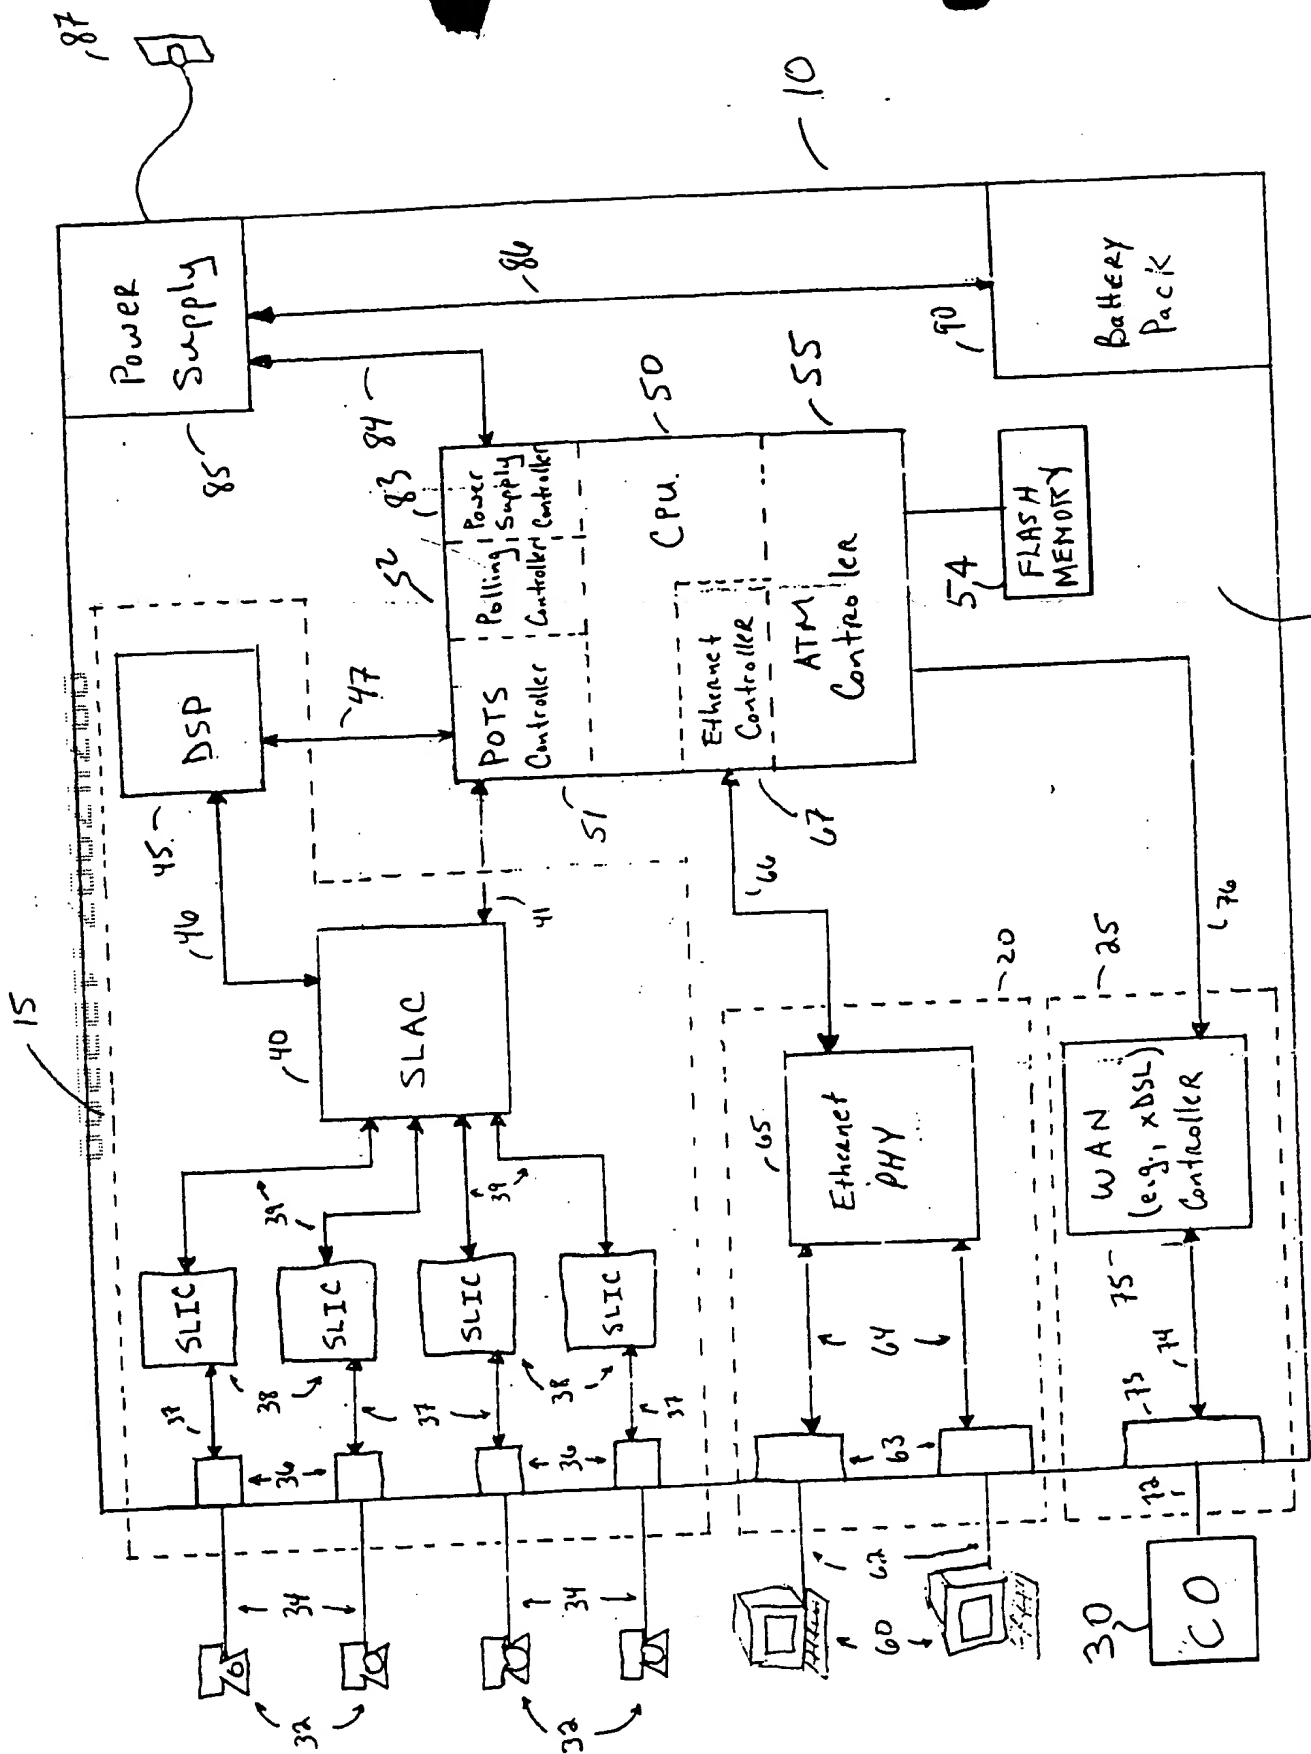 15
87
10
Power
Supply
85
86
84
90
Battery
Pack
DSP
45
46
47
52
83
POTS
Controller
Polling
Controller
Power
Supply
Controller
50
CPU
51
Ethernet
Controller
67
55
ATM
Controller
54
FLASH
MEMORY
40
SLAC
41
39
39
SLIC
SLIC
SLIC
SLIC
38
38
37
37
37
36
36
34
34
32
32
66
20
65
Ethernet
PHY
64
63
62
60
76
25
WAN
(e.g., xDSL)
Controller
75
74
73
72
30
CO